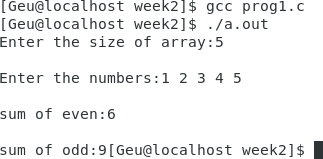 [Geu@localhost week2]$ gcc prog1.c
[Geu@localhost week2]$ ./a.out
Enter the size of array:5
Enter the numbers:1 2 3 4 5
sum of even:6
sum of odd:9[Geu@localhost week2]$